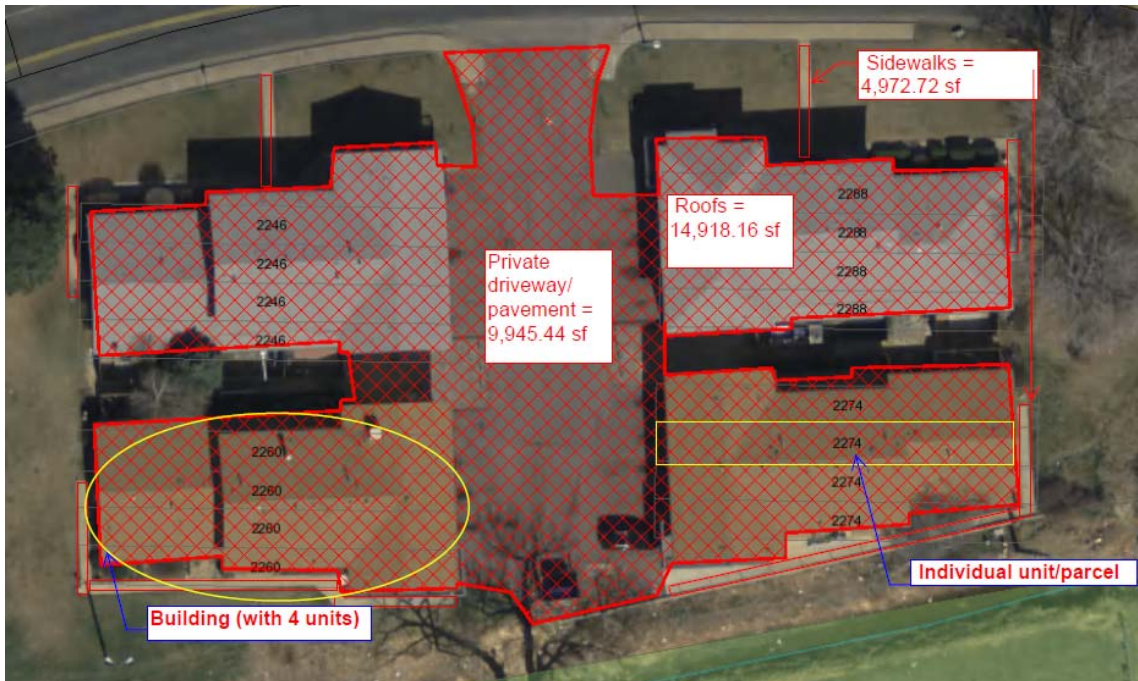 Sidewalks =
4,972.72 sf
Roofs =
14,918.16 sf
Private
driveway/
pavement =
9,945.44 sf
2246
2246
2246
2246
2288
2288
2288
2288
2260
2260
2260
2260
2274
2274
2274
2274
Individual unit/parcel
Building (with 4 units)